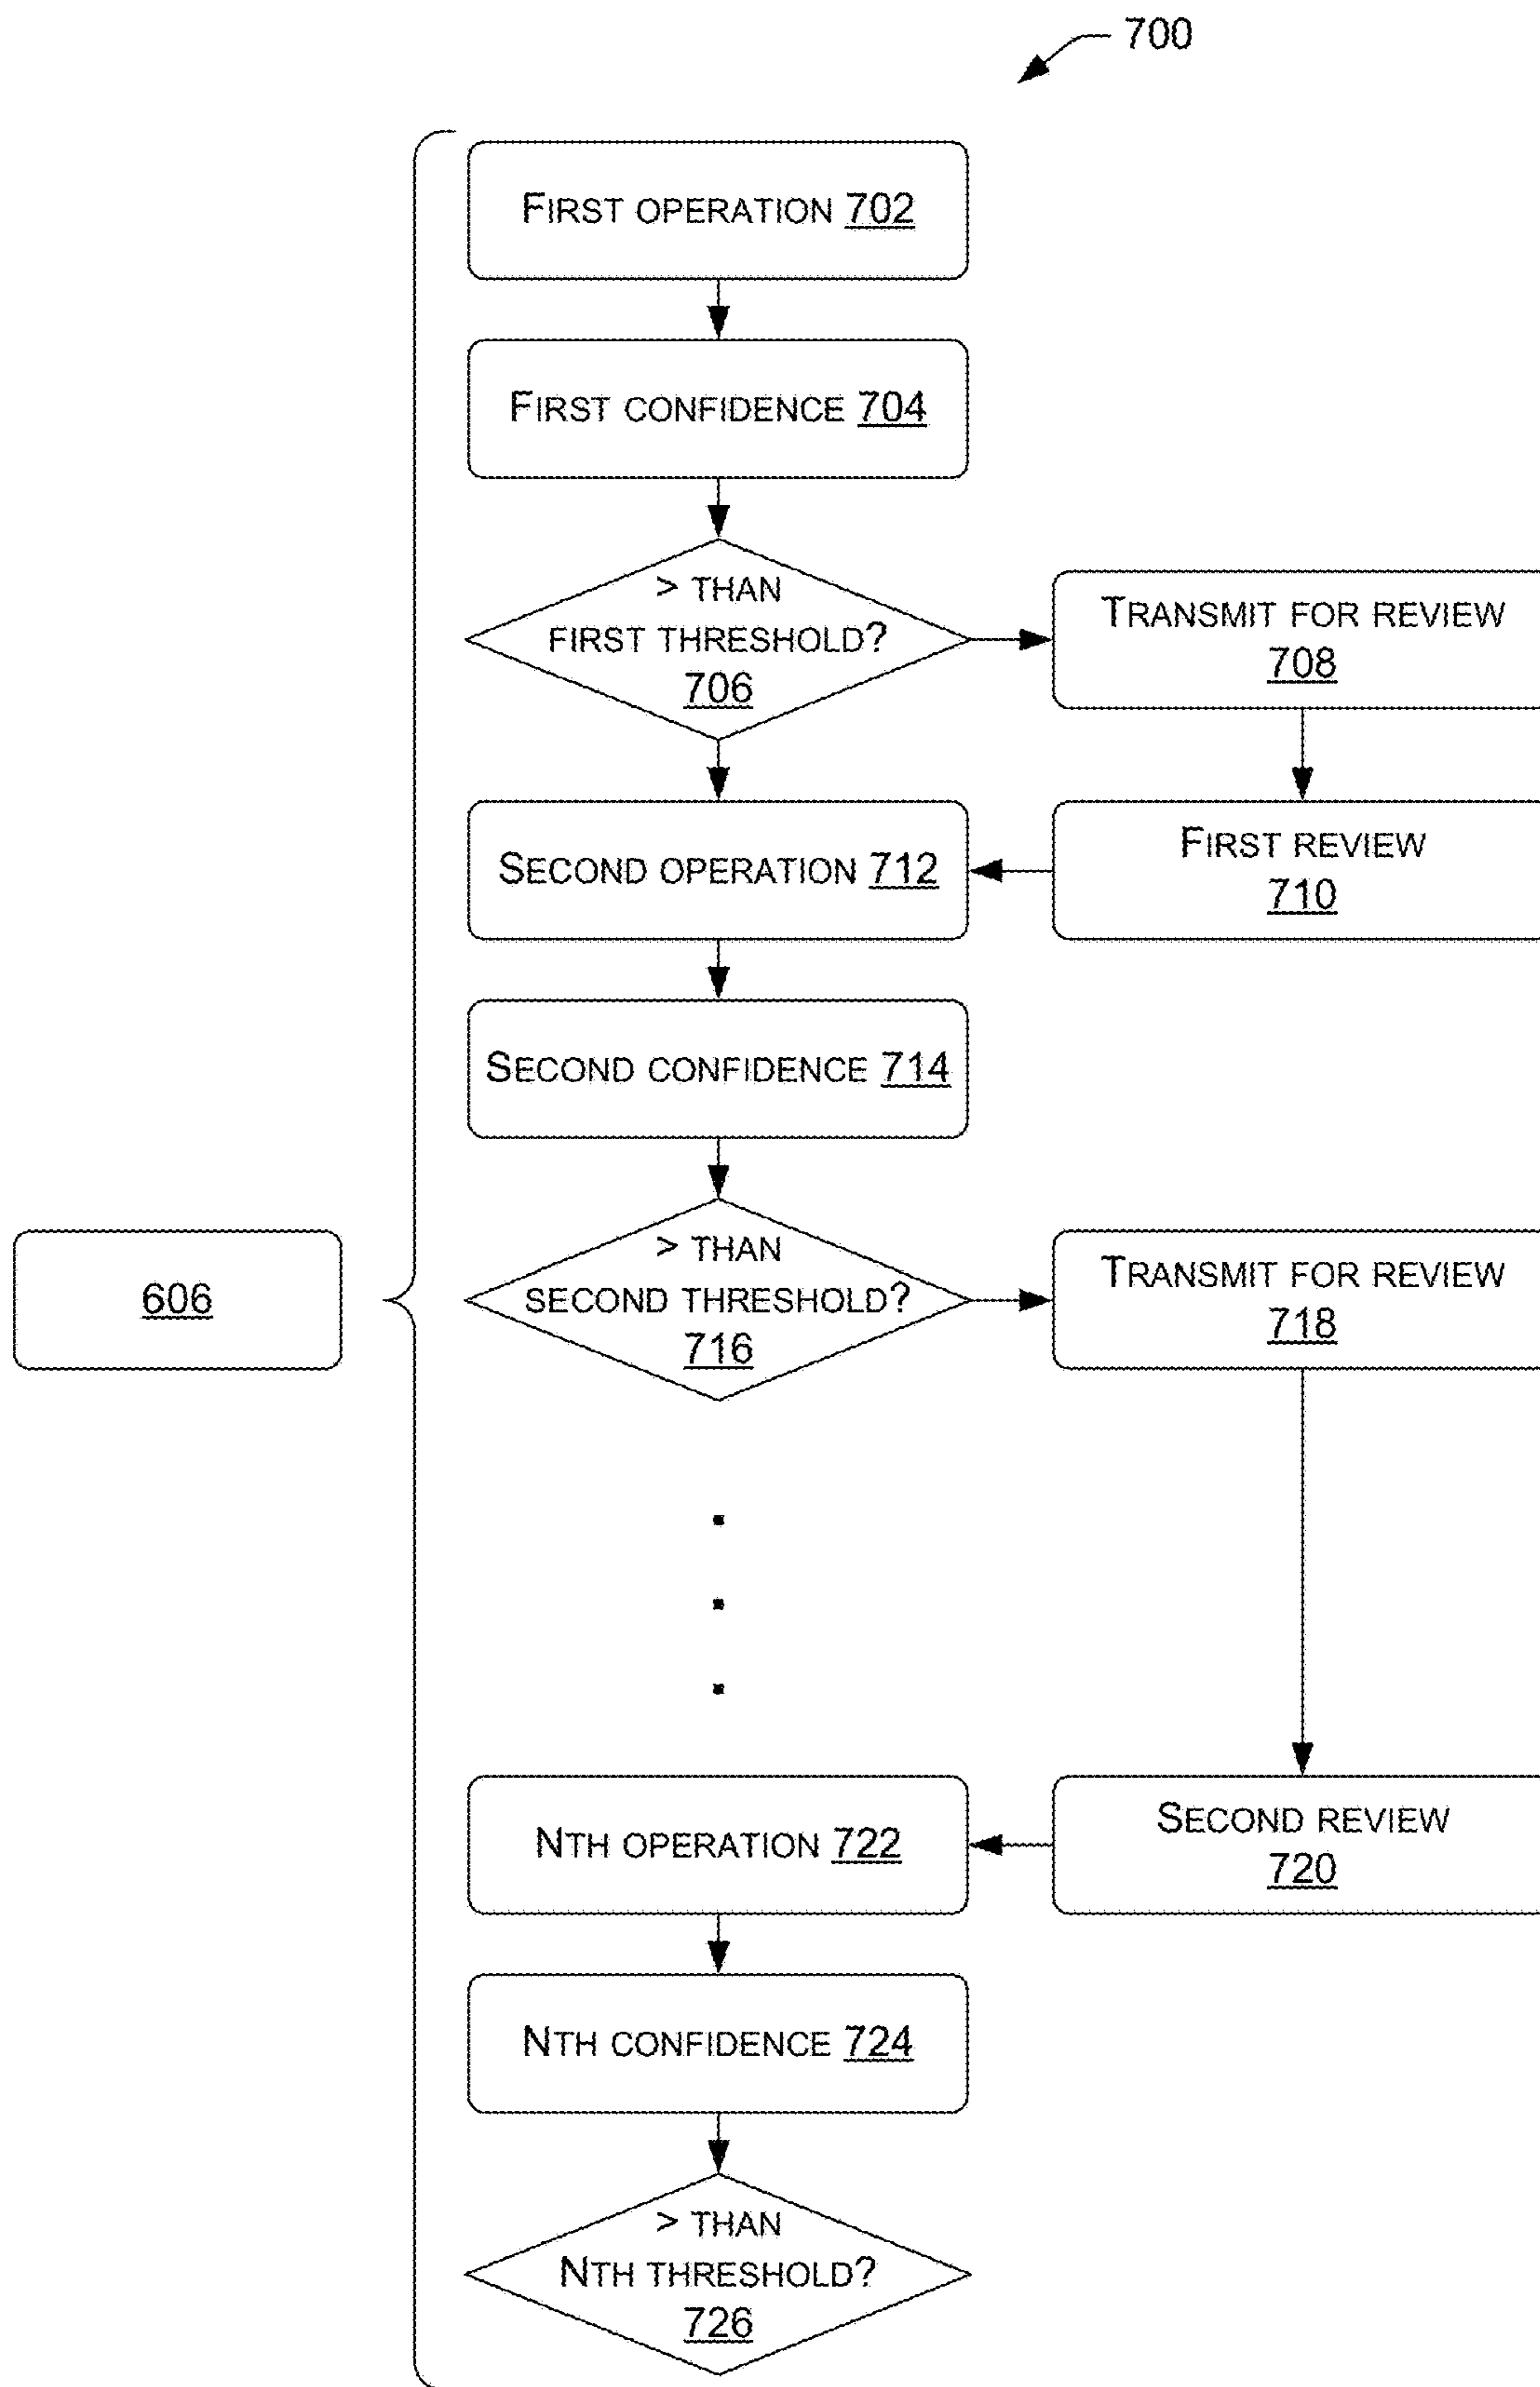 700
FIRST OPERATION 702
FIRST CONFIDENCE 704
> THAN
FIRST THRESHOLD?
706
TRANSMIT FOR REVIEW
708
SECOND OPERATION 712
FIRST REVIEW
710
SECOND CONFIDENCE 714
606
> THAN
SECOND THRESHOLD?
716
TRANSMIT FOR REVIEW
718
NTH OPERATION 722
SECOND REVIEW
720
NTH CONFIDENCE 724
> THAN
NTH THRESHOLD?
726